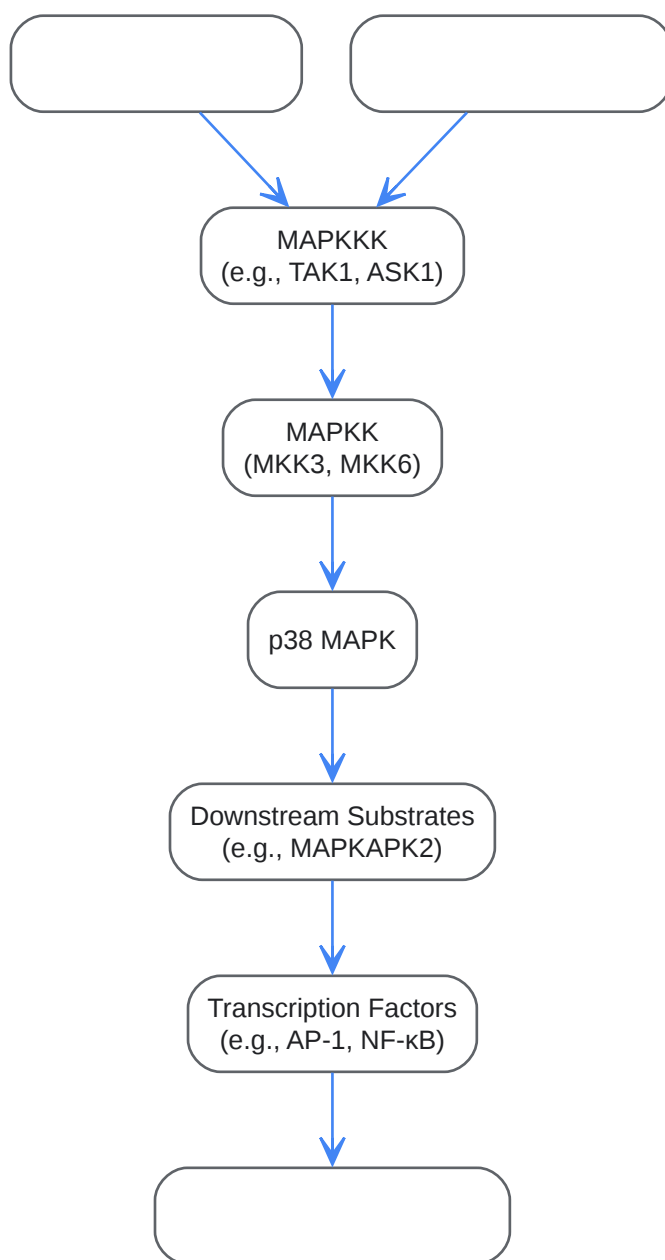 MAPKKK
(e.g., TAK1, ASK1)
MAPKK
(MKK3, MKK6)
p38 MAPK
Downstream Substrates
(e.g., MAPKAPK2)
Transcription Factors
(e.g., AP-1, NF-κB)